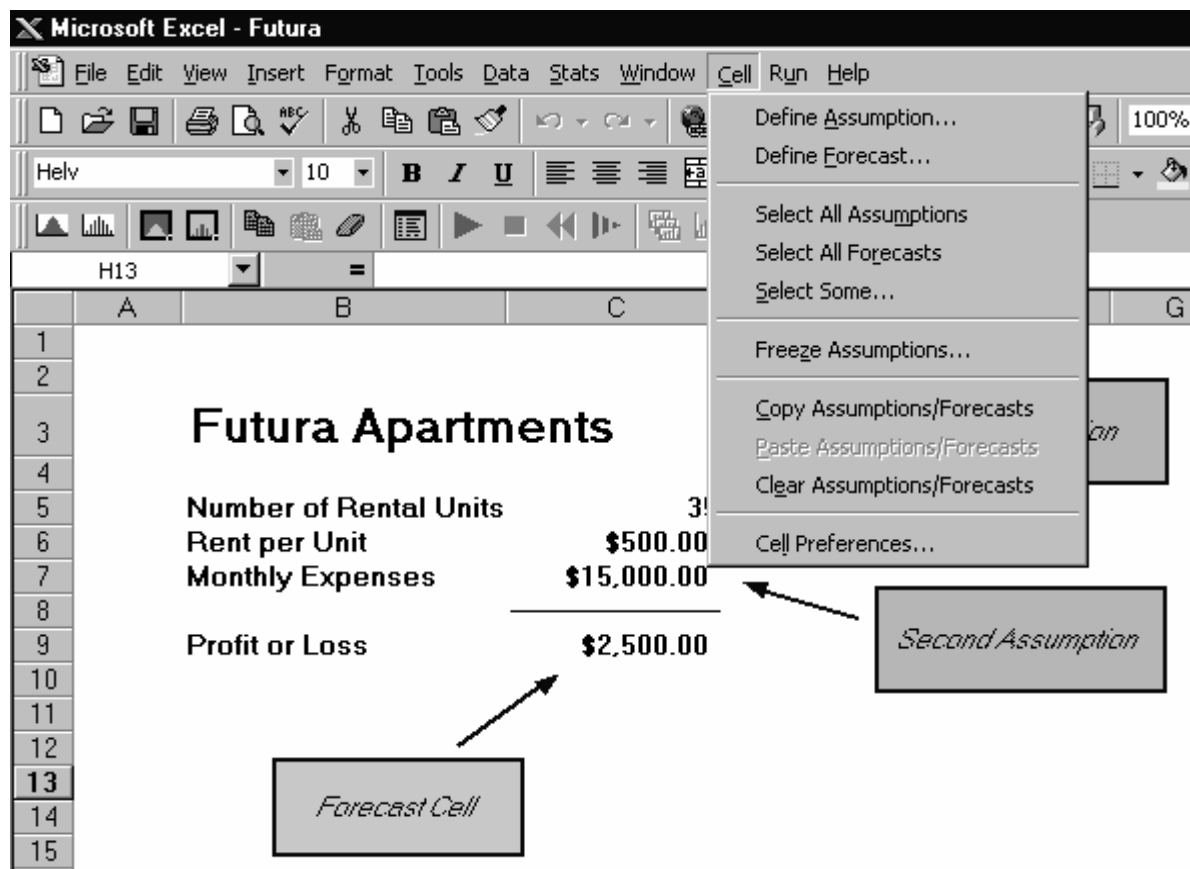 Microsoft Excel - Futura
File Edit View Insert Format Tools Data Stats Window Cell Run Help
ABC 100%
Helv 10 B I U
H13 =
A B C G
Define Assumption...
Define Forecast...
Select All Assumptions
Select All Forecasts
Select Some...
Freeze Assumptions...
Copy Assumptions/Forecasts
Paste Assumptions/Forecasts
Clear Assumptions/Forecasts
Cell Preferences...
1
2
3 Futura Apartments
4
5 Number of Rental Units
6 Rent per Unit $500.00
7 Monthly Expenses $15,000.00
8
9 Profit or Loss $2,500.00
10
11
12
13
14
15
Second Assumption
Forecast Cell